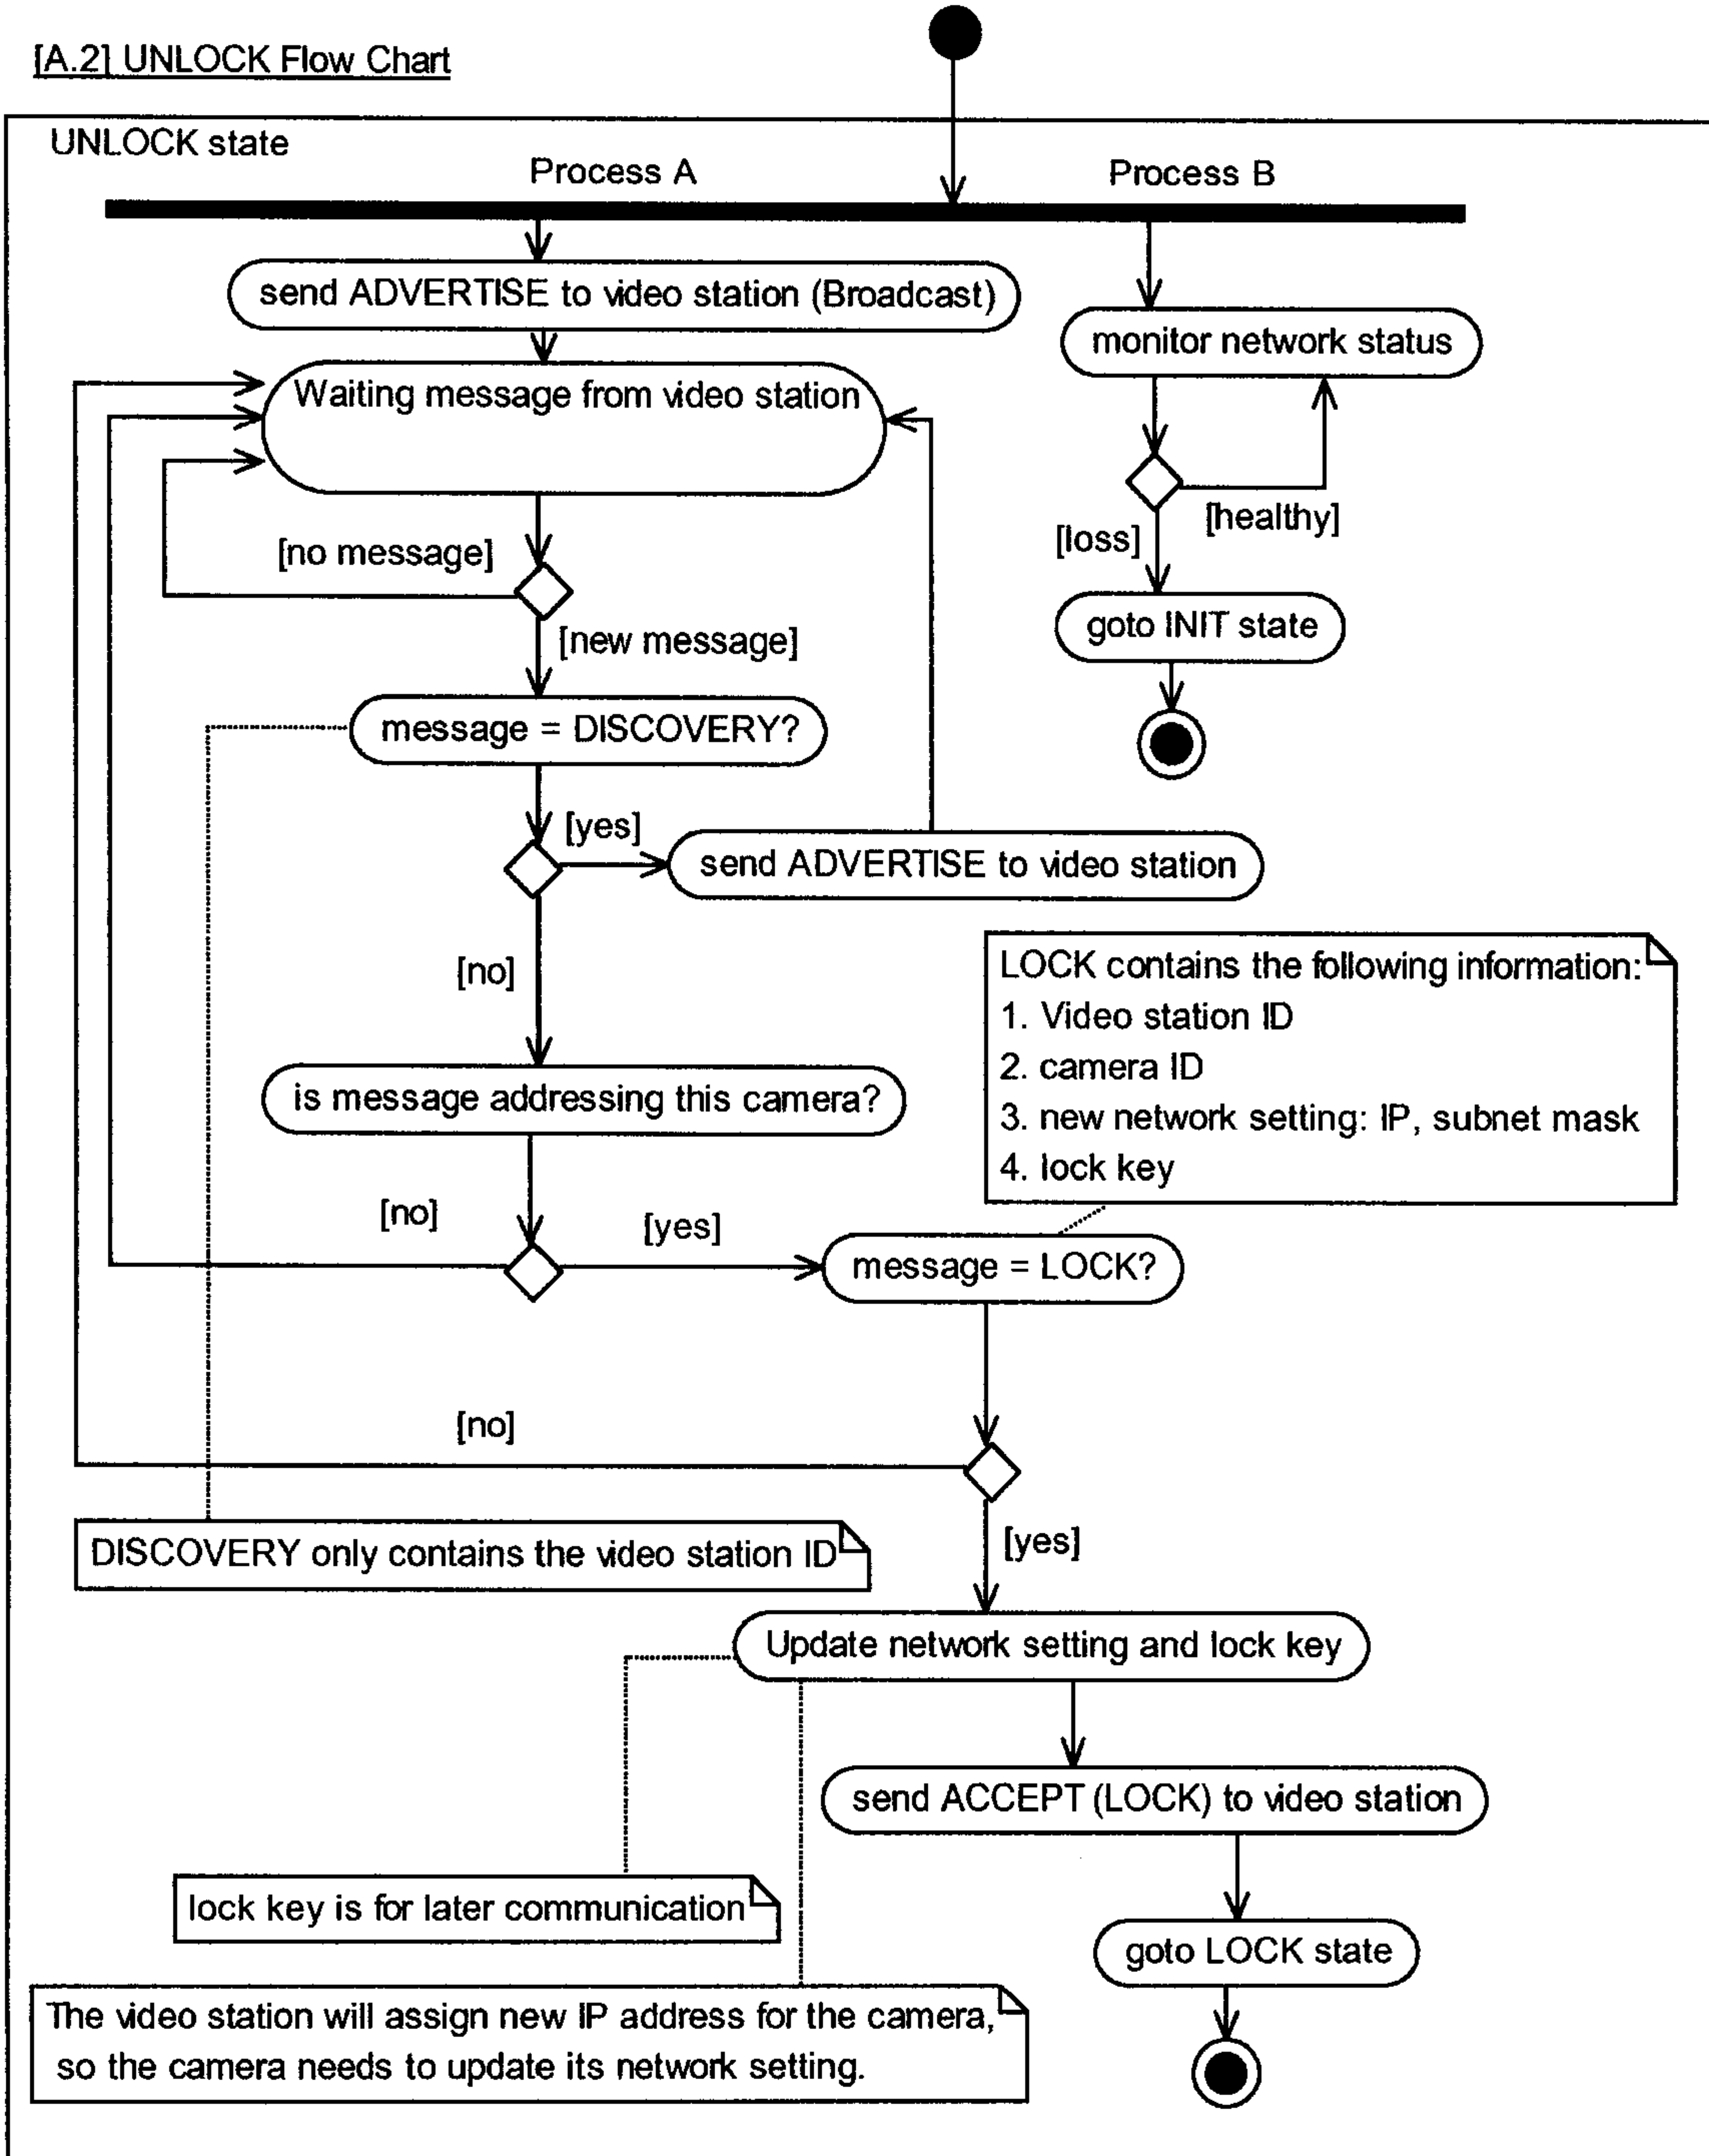 [A.2] UNLOCK Flow Chart
UNLOCK state
Process A
Process B
send ADVERTISE to video station (Broadcast)
monitor network status
Waiting message from video station
[healthy]
[loss]
[no message]
goto INIT state
[new message]
message = DISCOVERY?
[yes]
send ADVERTISE to video station
[no]
LOCK contains the following information:
1. Video station ID
2. camera ID
3. new network setting: IP, subnet mask
4. lock key
is message addressing this camera?
[no]
[yes]
message = LOCK?
[no]
[yes]
DISCOVERY only contains the video station ID
Update network setting and lock key
send ACCEPT (LOCK) to video station
lock key is for later communication
goto LOCK state
The video station will assign new IP address for the camera,
so the camera needs to update its network setting.